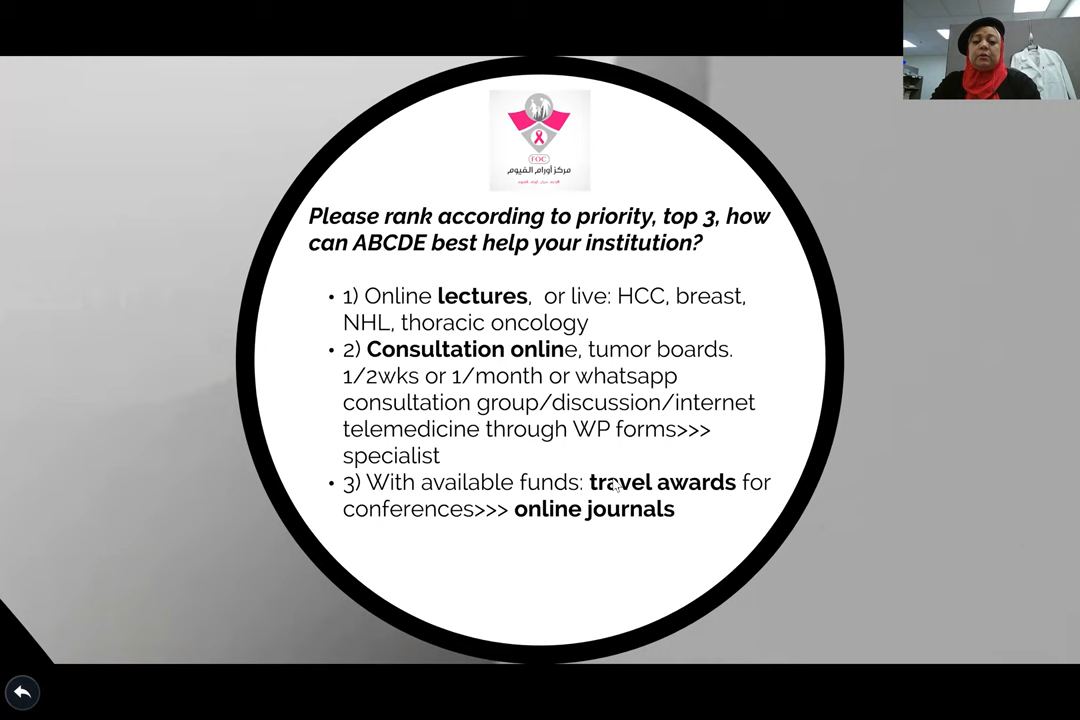 FOC
مركز أورام الفيوم
Please rank according to priority, top 3, how
can ABCDE best help your institution?
• 1) Online lectures, or live: HCC, breast,
NHL, thoracic oncology
• 2) Consultation online, tumor boards.
1/2wks or 1/month or whatsapp
consultation group/discussion/internet
telemedicine through WP forms>>>
specialist
• 3) With available funds: travel awards for
conferences>>> online journals